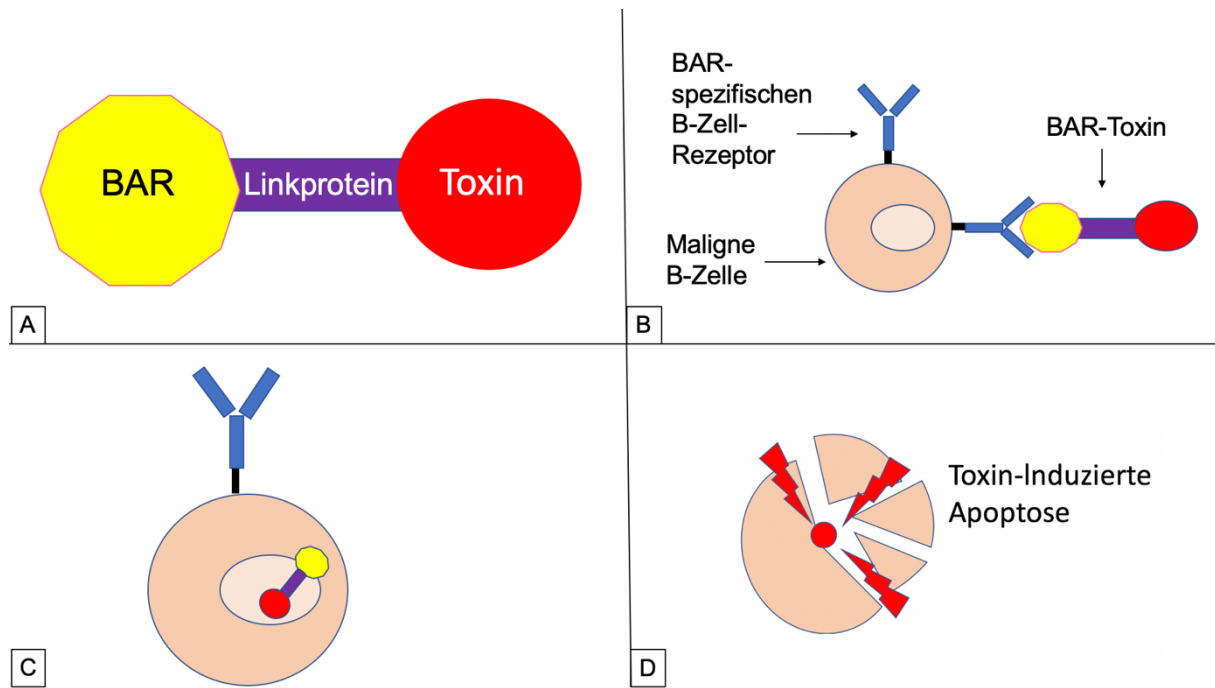 BAR
Linkprotein
Toxin
A
BAR-
spezifischen
B-Zell-
Rezeptor
BAR-Toxin
Maligne
B-Zelle
B
C
Toxin-Induzierte
Apoptose
D